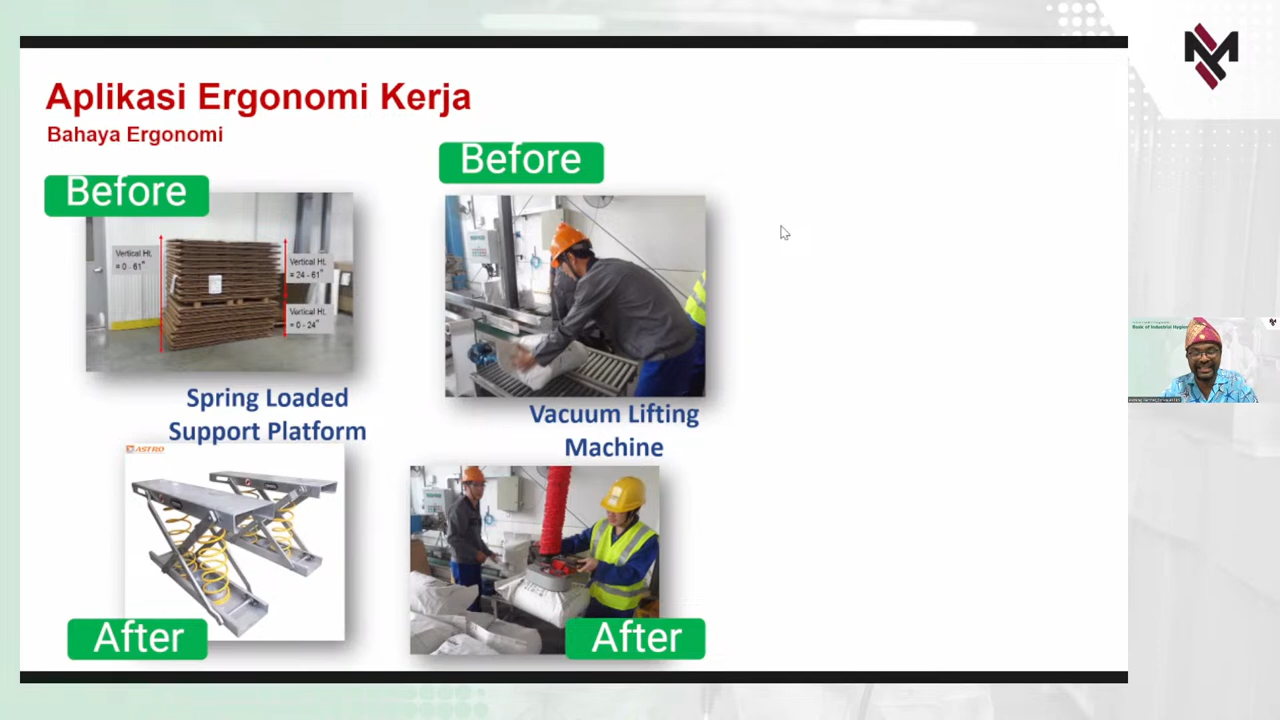 Aplikasi Ergonomi Kerja
Bahaya Ergonomi
Before
Vertical Ht.
= 0 - 61"
Vertical Ht.
= 24 - 61"
Vertical Ht.
= 0 - 24"
Spring Loaded
Support Platform
ASTRO
After
Before
Vacuum Lifting
Machine
After